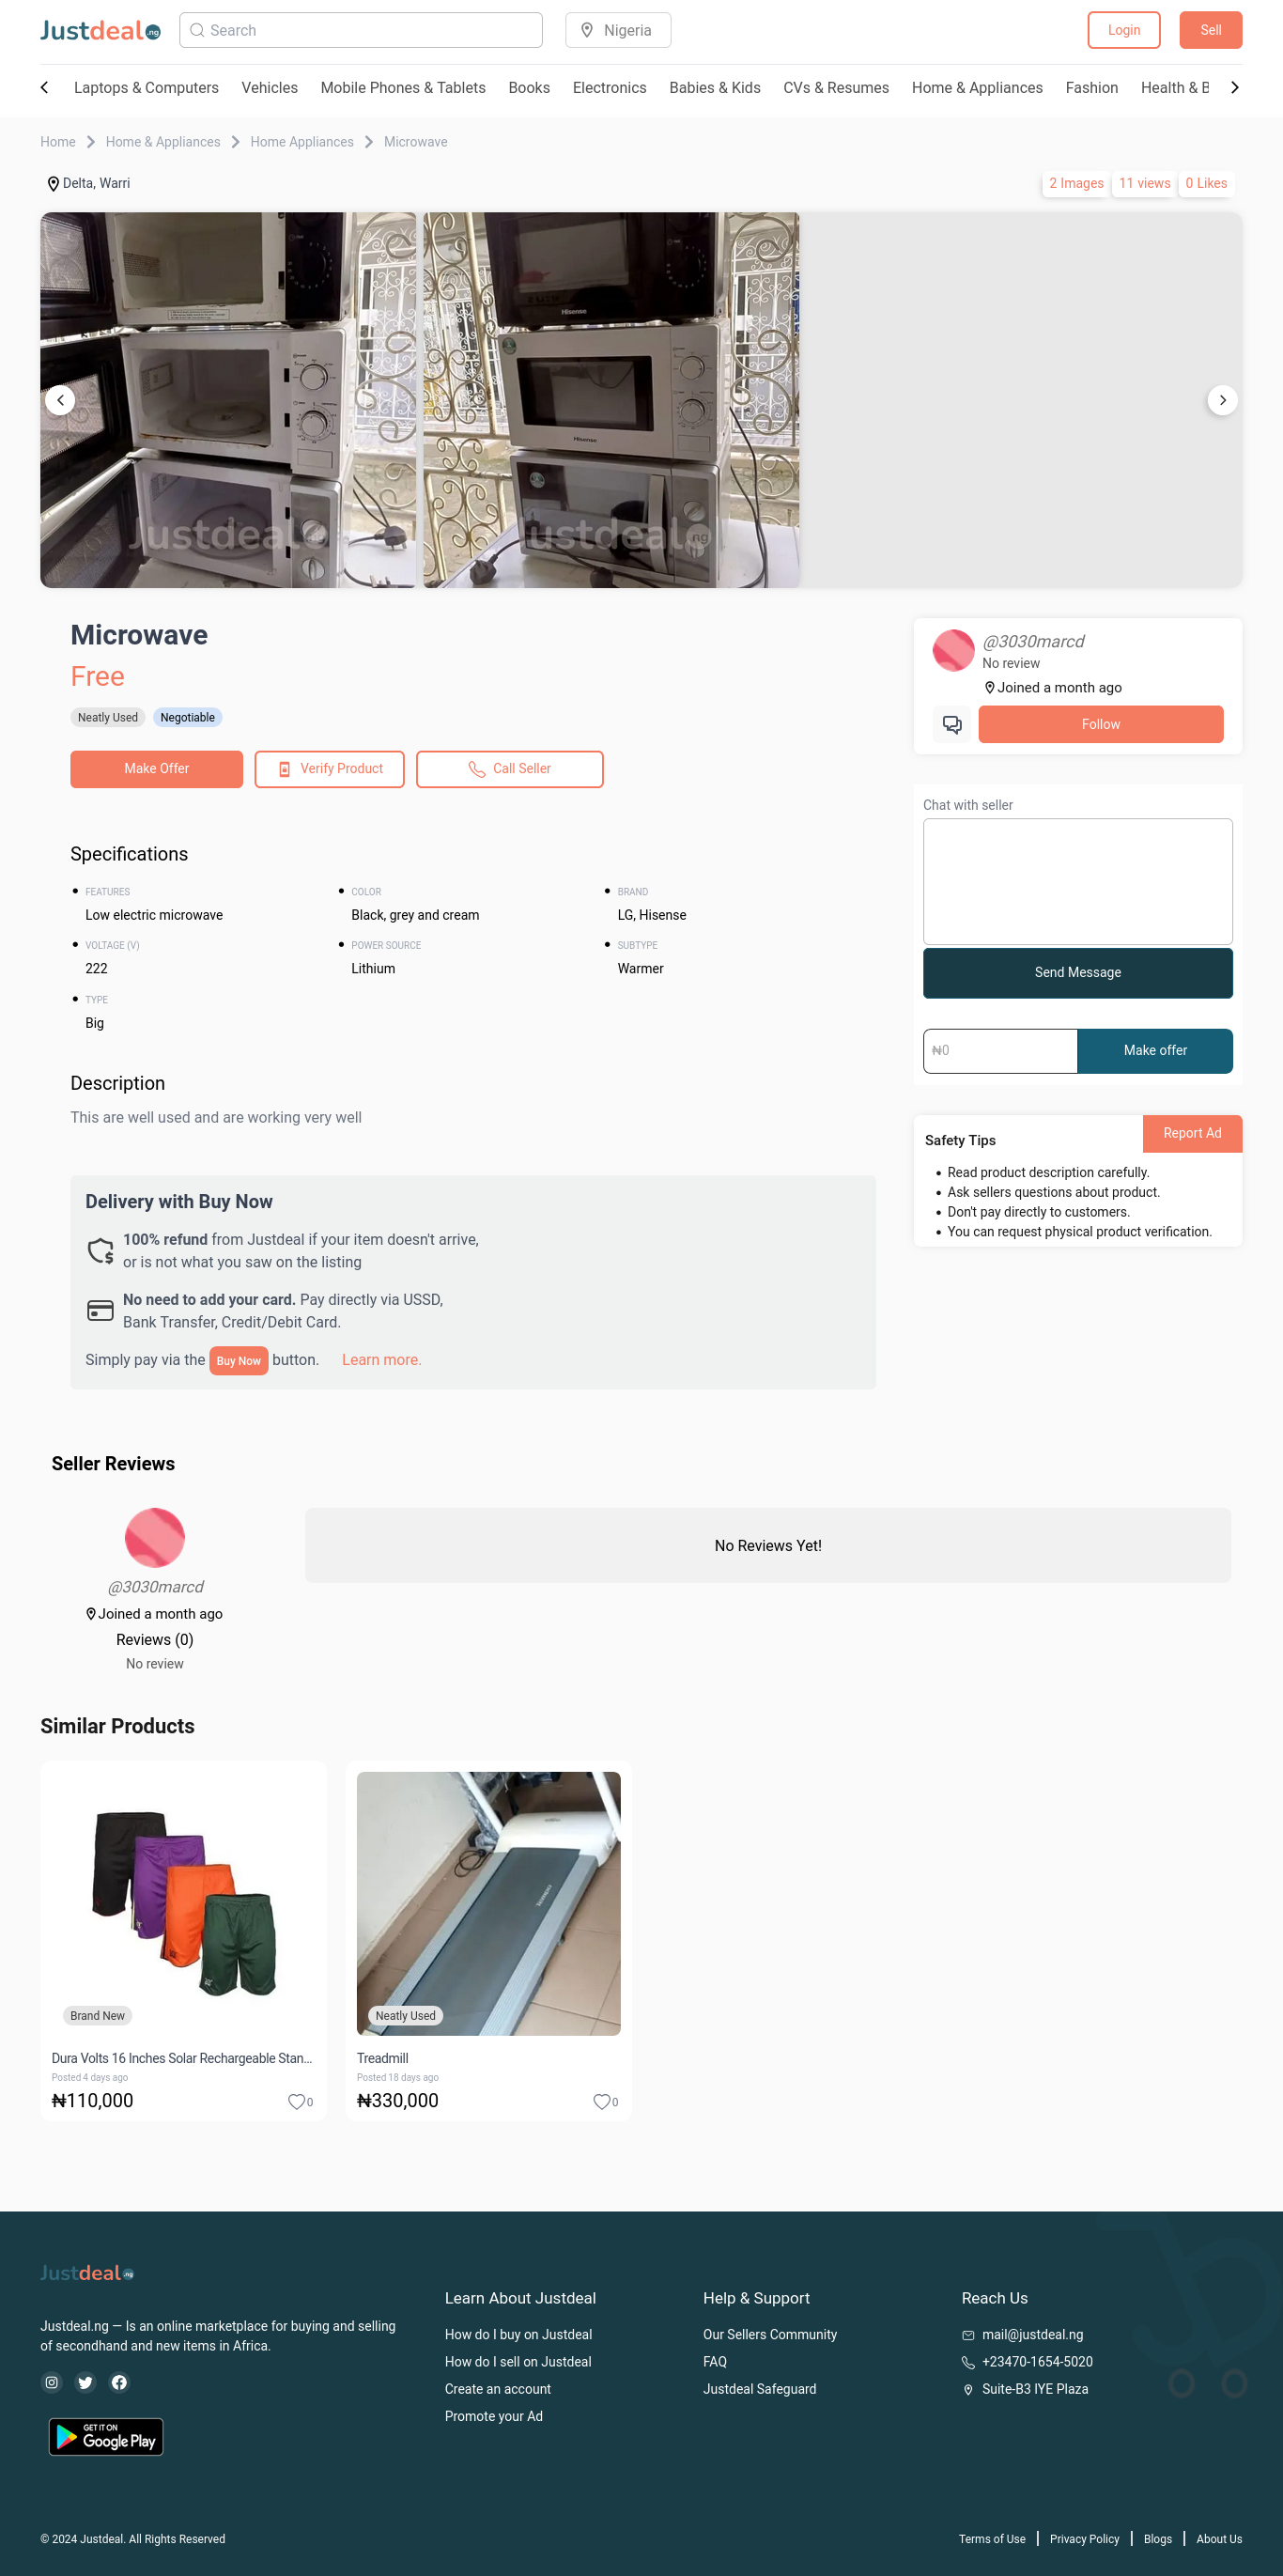 Justdeal.ng
Search
Nigeria
Login
Sell
Laptops & Computers
Vehicles
Mobile Phones & Tablets
Books
Electronics
Babies & Kids
CVs & Resumes
Home & Appliances
Fashion
Health & B
Home
Home & Appliances
Home Appliances
Microwave
Delta, Warri
2 Images
11 views
0 Likes
Hisense
Hisense
Justdeal
Justdeal.ng
Microwave
Free
Neatly Used
Negotiable
Make Offer
Verify Product
Call Seller
@3030marcd
No review
Joined a month ago
Follow
Chat with seller
Send Message
₦0
Make offer
Specifications
FEATURES
Low electric microwave
COLOR
Black, grey and cream
BRAND
LG, Hisense
VOLTAGE (V)
222
POWER SOURCE
Lithium
SUBTYPE
Warmer
TYPE
Big
Description
This are well used and are working very well
Safety Tips
Report Ad
Read product description carefully.
Ask sellers questions about product.
Don't pay directly to customers.
You can request physical product verification.
Delivery with Buy Now
100% refund from Justdeal if your item doesn't arrive,
or is not what you saw on the listing
No need to add your card. Pay directly via USSD,
Bank Transfer, Credit/Debit Card.
Simply pay via the Buy Now button. Learn more.
Seller Reviews
@3030marcd
Joined a month ago
Reviews (0)
No review
No Reviews Yet!
Similar Products
Brand New
Dura Volts 16 Inches Solar Rechargeable Stan...
Posted 4 days ago
₦110,000
0
Neatly Used
Treadmill
Posted 18 days ago
₦330,000
0
Justdeal.ng
Justdeal.ng — Is an online marketplace for buying and selling
of secondhand and new items in Africa.
GET IT ON
Google Play
Learn About Justdeal
How do I buy on Justdeal
How do I sell on Justdeal
Create an account
Promote your Ad
Help & Support
Our Sellers Community
FAQ
Justdeal Safeguard
Reach Us
mail@justdeal.ng
+23470-1654-5020
Suite-B3 IYE Plaza
© 2024 Justdeal. All Rights Reserved
Terms of Use
Privacy Policy
Blogs
About Us